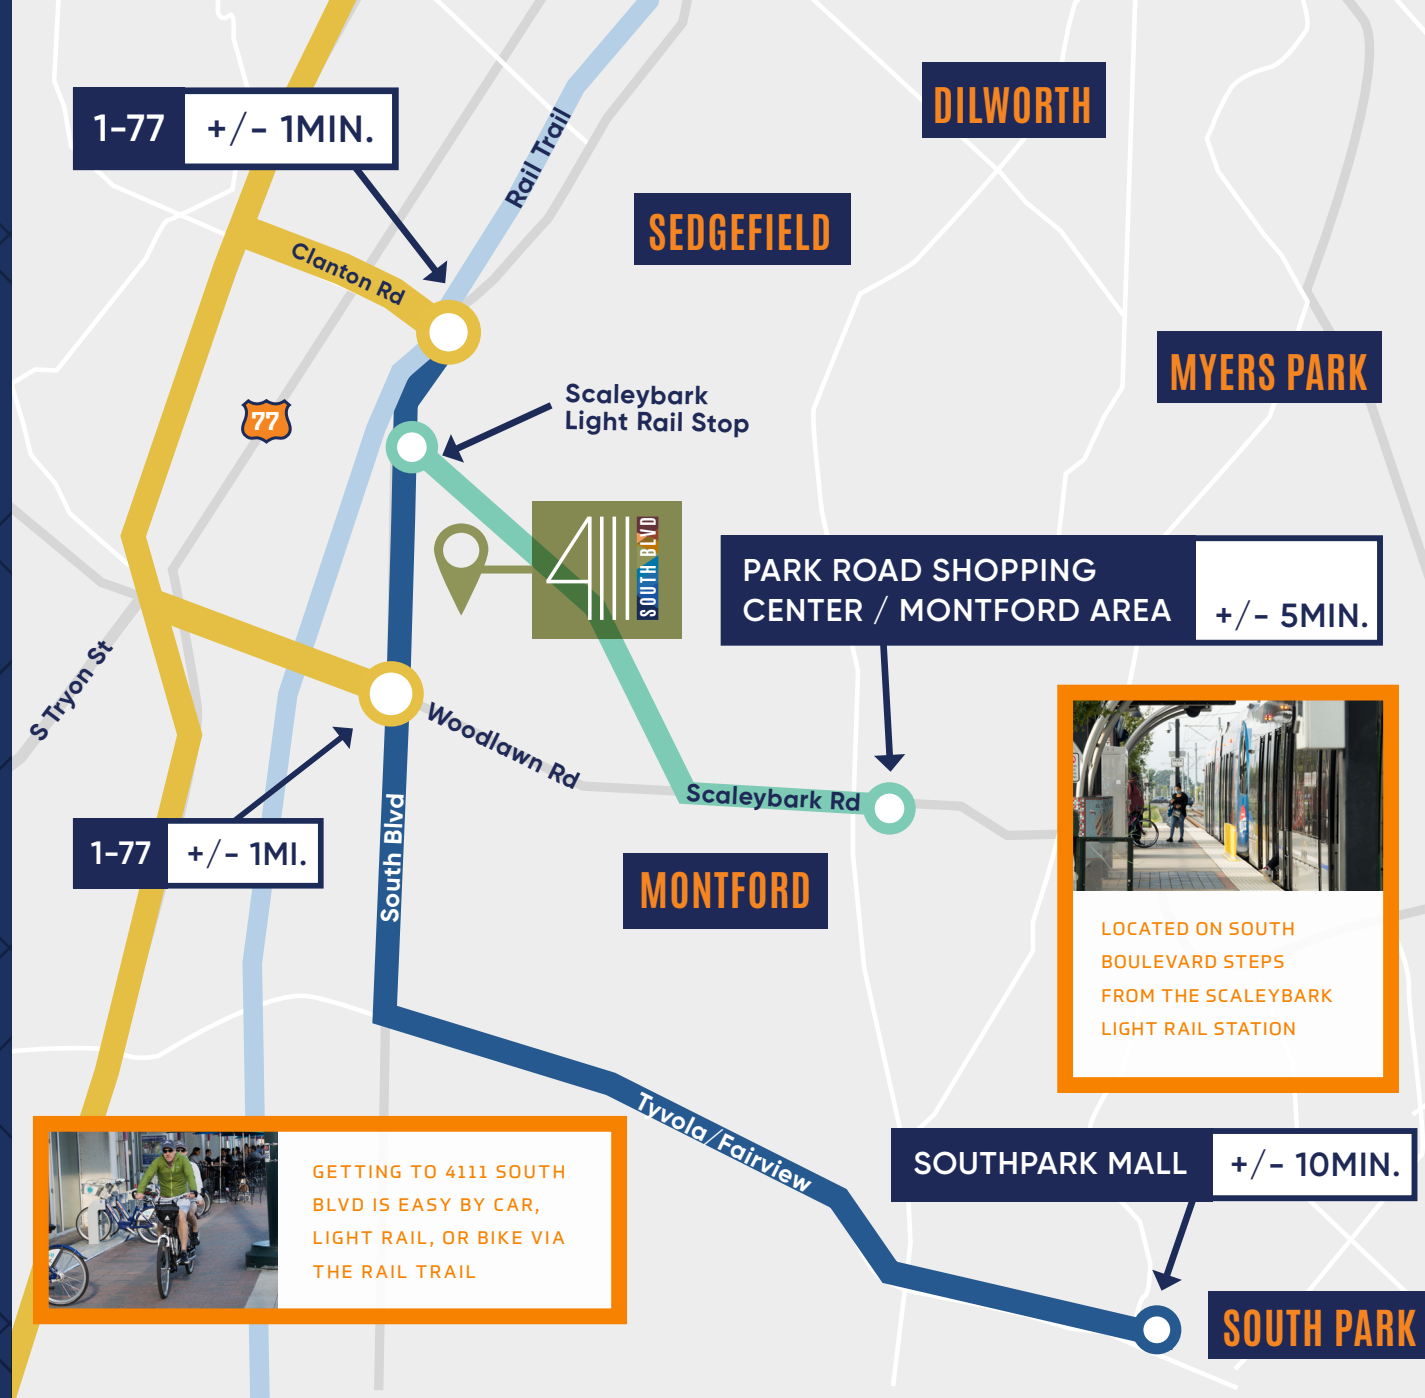 DILWORTH
1-77 +/- 1MIN.
Rail Trail
SEDGEFIELD
Clanton Rd
MYERS PARK
Scaleybark
Light Rail Stop
77
4111
SOUTH BLVD
PARK ROAD SHOPPING
CENTER / MONTFORD AREA +/- 5MIN.
S Tryon St
Woodlawn Rd
Scaleybark Rd
South Blvd
1-77 +/- 1MI.
MONTFORD
LOCATED ON SOUTH
BOULEVARD STEPS
FROM THE SCALEYBARK
LIGHT RAIL STATION
Tyvola/Fairview
SOUTHPARK MALL +/- 10MIN.
GETTING TO 4111 SOUTH
BLVD IS EASY BY CAR,
LIGHT RAIL, OR BIKE VIA
THE RAIL TRAIL
SOUTH PARK